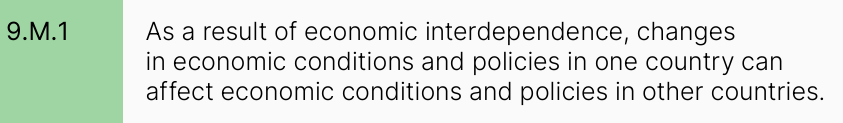 9.M.1
As a result of economic interdependence, changes
in economic conditions and policies in one country can
affect economic conditions and policies in other countries.